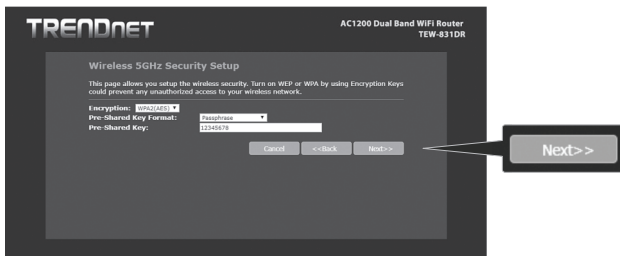 TRENDNET
AC1200 Dual Band WiFi Router
TEW-831DR
Wireless 5GHz Security Setup
This page allows you setup the wireless security. Turn on WEP or WPA by using Encryption Keys
could prevent any unauthorized access to your wireless network.
Encryption: WPA2(AES)
Pre-Shared Key Format: Passphrase
Pre-Shared Key: 12345678
Cancel <<Back Next>>
Next>>